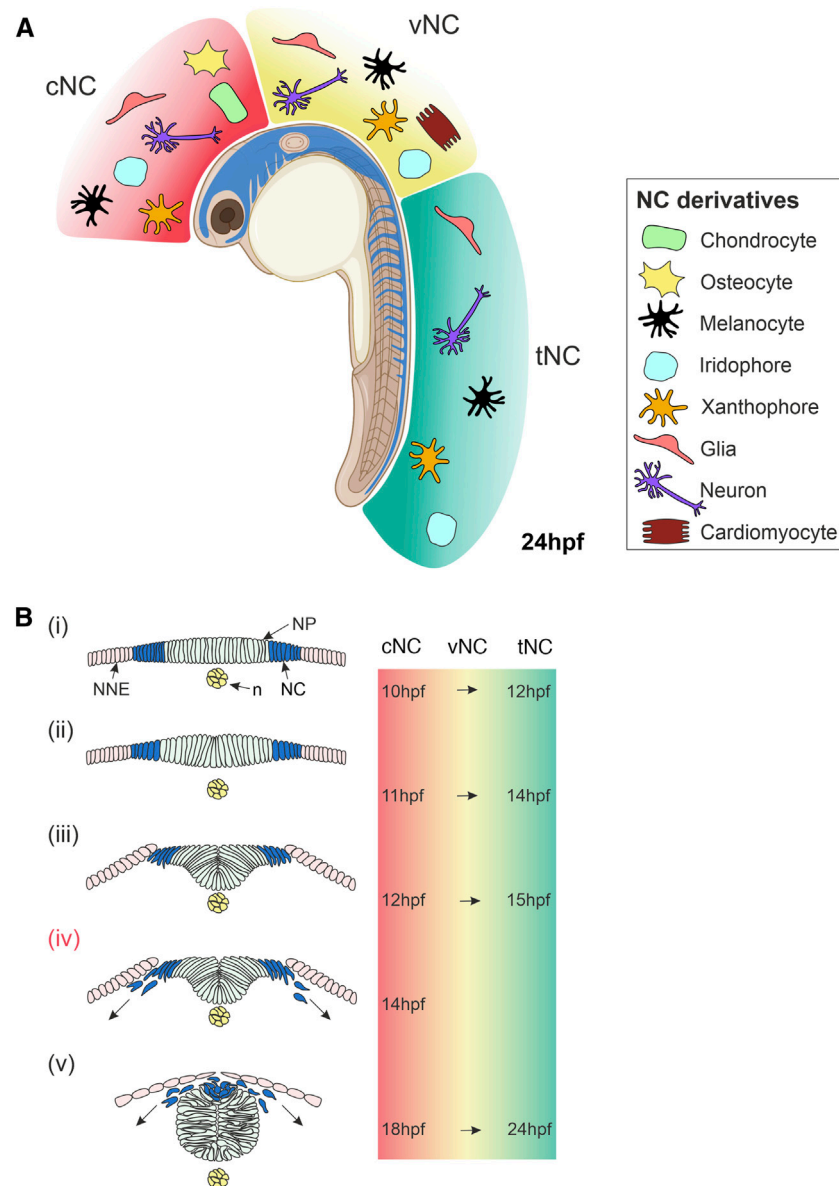 A
cNC
vNC
tNC
24hpf
NC derivatives
Chondrocyte
Osteocyte
Melanocyte
Iridophore
Xanthophore
Glia
Neuron
Cardiomyocyte
B
(i)
NP
NNE
n
NC
(ii)
(iii)
(iv)
(v)
cNC vNC tNC
10hpf → 12hpf
11hpf → 14hpf
12hpf → 15hpf
14hpf
18hpf → 24hpf